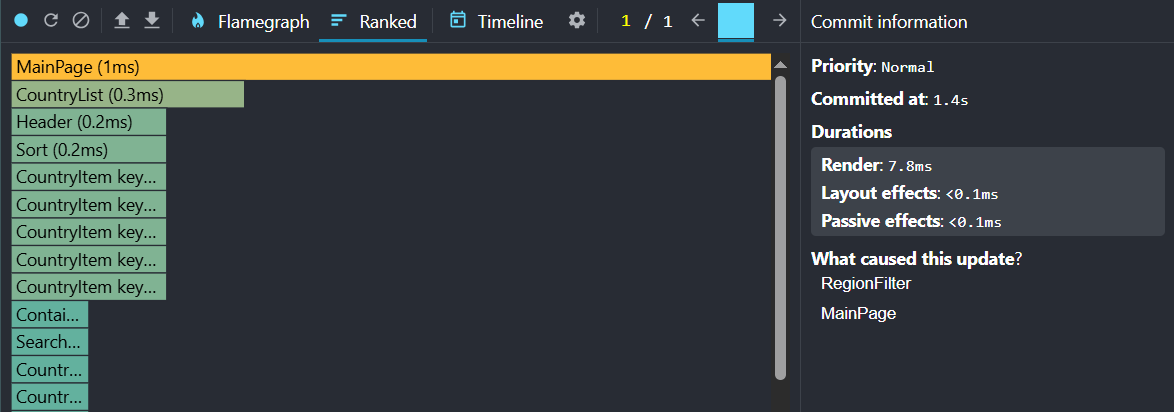 Flamegraph Ranked Timeline 1 / 1 Commit information
MainPage (1ms)
CountryList (0.3ms)
Header (0.2ms)
Sort (0.2ms)
CountryItem key...
CountryItem key...
CountryItem key...
CountryItem key...
CountryItem key...
Contai...
Search...
Countr...
Countr...
Priority: Normal
Committed at: 1.4s
Durations
Render: 7.8ms
Layout effects: <0.1ms
Passive effects: <0.1ms
What caused this update?
RegionFilter
MainPage